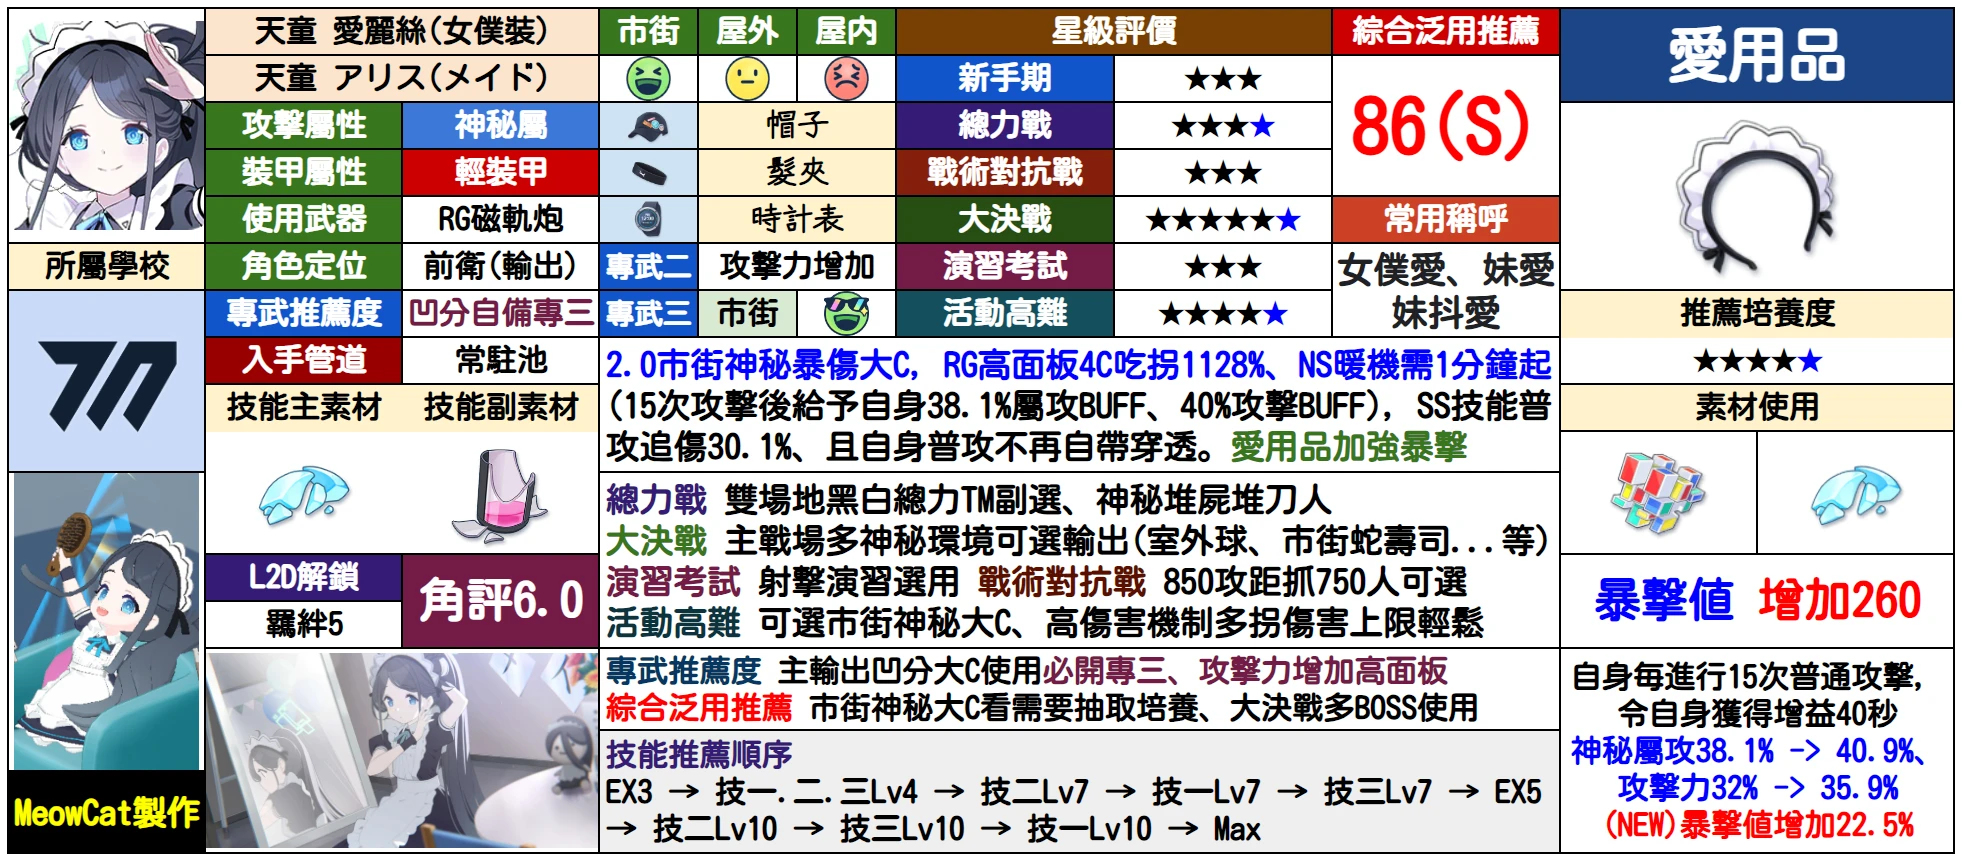 天童 愛麗絲(女僕裝)
天童 アリス(メイド)
攻擊屬性 神秘屬
裝甲屬性 輕裝甲
使用武器 RG磁軌炮
所屬學校
角色定位 前衛(輸出)
專武推薦度 凹分自備專三
入手管道 常駐池
技能主素材 技能副素材
L2D解鎖
羈絆5
角評6.0
MeowCat製作
市街 屋外 屋內
帽子
髮夾
時計表
專武二 攻擊力增加
專武三 市街
星級評價
新手期 ★★★
總力戰 ★★★★
戰術對抗戰 ★★★
大決戰 ★★★★★★
演習考試 ★★★
活動高難 ★★★★★
綜合泛用推薦
86(S)
常用稱呼
女僕愛、妹愛
妹抖愛
2.0市街神秘暴傷大C, RG高面板4C吃拐1128%、NS暖機需1分鐘起
(15次攻擊後給予自身38.1%屬攻BUFF、40%攻擊BUFF), SS技能普
攻追傷30.1%、且自身普攻不再自帶穿透。愛用品加強暴擊
總力戰 雙場地黑白總力TM副選、神秘堆屍堆刀人
大決戰 主戰場多神秘環境可選輸出(室外球、市街蛇壽司...等)
演習考試 射擊演習選用 戰術對抗戰 850攻距抓750人可選
活動高難 可選市街神秘大C、高傷害機制多拐傷害上限輕鬆
專武推薦度 主輸出凹分大C使用必開專三、攻擊力增加高面板
綜合泛用推薦 市街神秘大C看需要抽取培養、大決戰多BOSS使用
技能推薦順序
EX3 → 技一.二.三Lv4 → 技二Lv7 → 技一Lv7 → 技三Lv7 → EX5
→ 技二Lv10 → 技三Lv10 → 技一Lv10 → Max
愛用品
推薦培養度
★★★★★
素材使用
暴擊值 增加260
自身每進行15次普通攻擊,
令自身獲得增益40秒
神秘屬攻38.1% -> 40.9%、
攻擊力32% -> 35.9%
(NEW)暴擊值增加22.5%